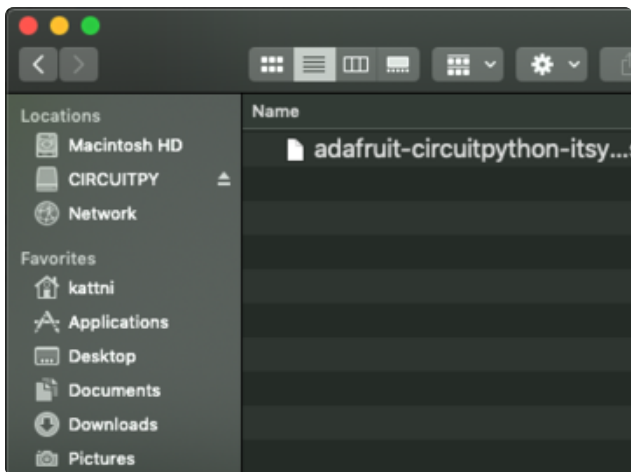 Locations
Macintosh HD
CIRCUITPY
Network
Favorites
kattni
Applications
Desktop
Documents
Downloads
Pictures
Name
adafruit-circuitpython-itsy...